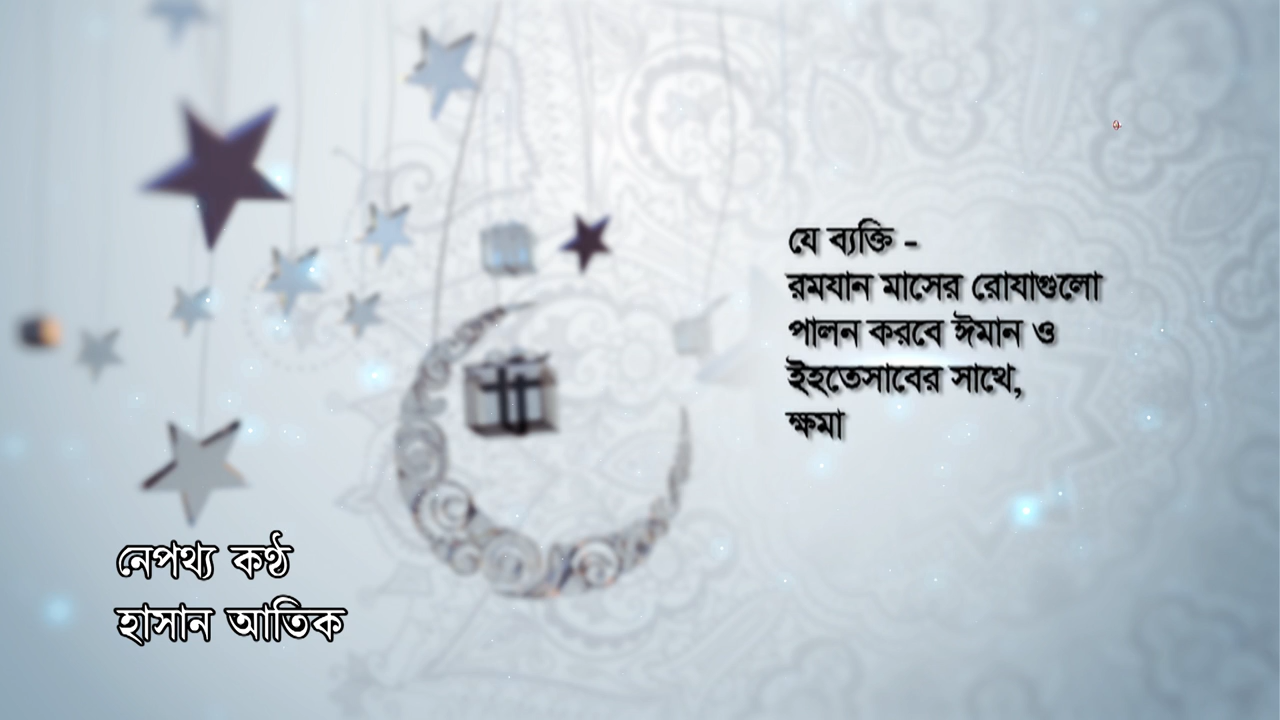 যে ব্যক্তি -
রমযান মাসের রোযাগুলো
পালন করবে ঈমান ও
ইহতেসাবের সাথে,
ক্ষমা
নেপথ্য কণ্ঠ
হাসান আতিক